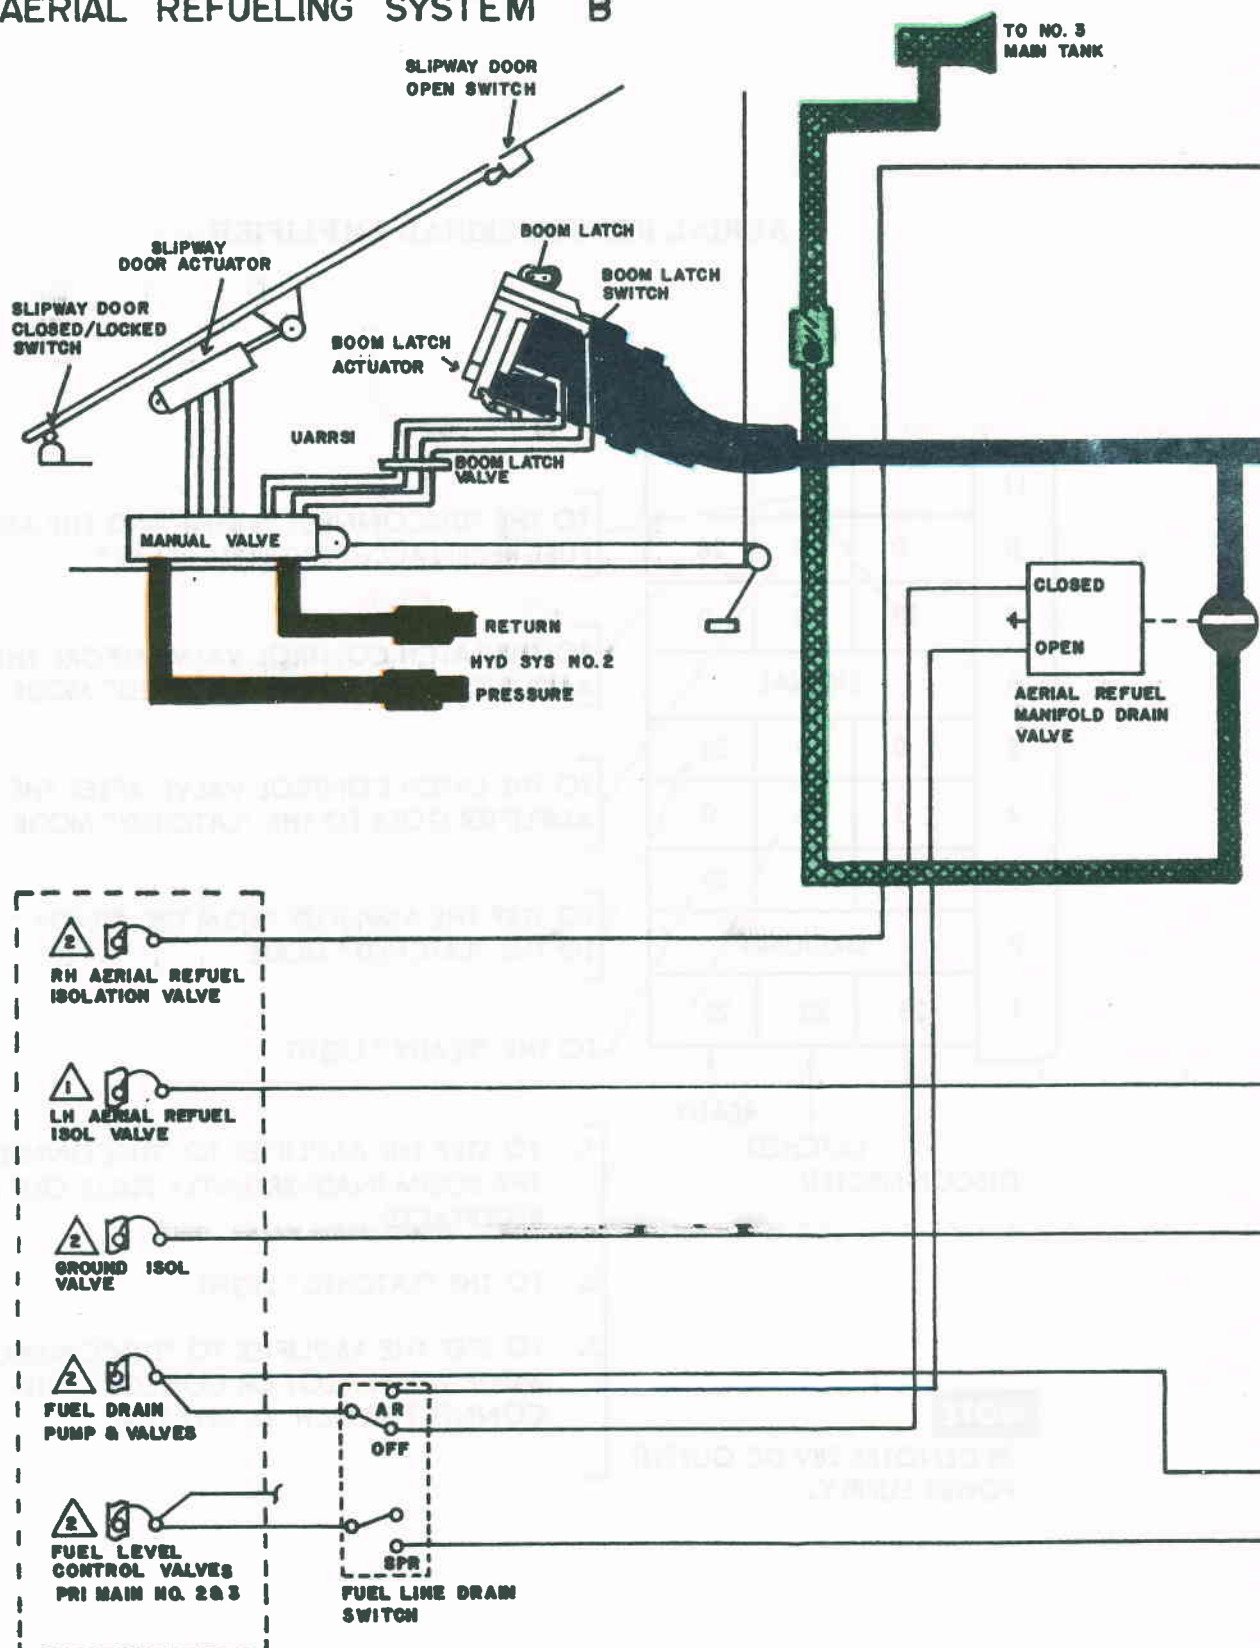 AERIAL REFUELING SYSTEM B
TO NO. 3
MAIN TANK
SLIPWAY DOOR
OPEN SWITCH
BOOM LATCH
SLIPWAY
DOOR ACTUATOR
BOOM LATCH
SWITCH
SLIPWAY DOOR
CLOSED/LOCKED
SWITCH
BOOM LATCH
ACTUATOR
UARRSI
BOOM LATCH
VALVE
MANUAL VALVE
RETURN
HYD SYS NO. 2
PRESSURE
CLOSED
OPEN
AERIAL REFUEL
MANIFOLD DRAIN
VALVE
2
RH AERIAL REFUEL
ISOLATION VALVE
1
LH AERIAL REFUEL
ISOL VALVE
2
GROUND ISOL
VALVE
2
FUEL DRAIN
PUMP & VALVES
AR
OFF
2
FUEL LEVEL
CONTROL VALVES
PRI MAIN NO. 2&3
SPR
FUEL LINE DRAIN
SWITCH